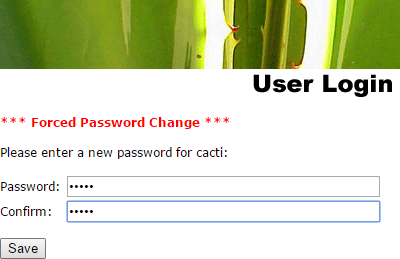 User Login
*** Forced Password Change ***
Please enter a new password for cacti:
Password: •••••
Confirm: •••••
Save